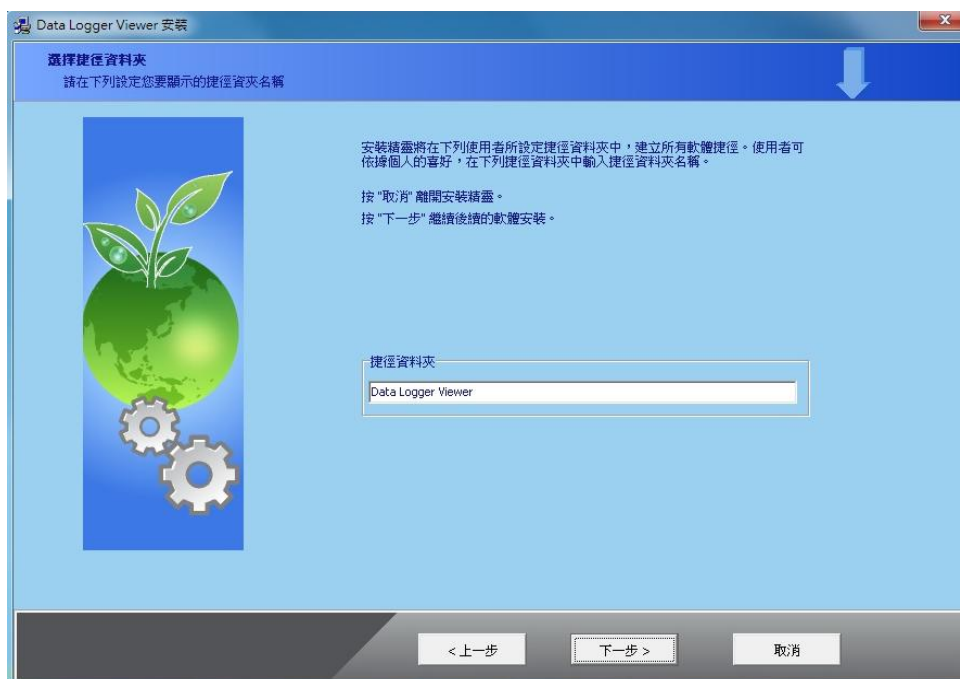 Data Logger Viewer 安裝
選擇捷徑資料夾
請在下列設定您要顯示的捷徑資夾名稱
安裝精靈將在下列使用者所設定捷徑資料夾中，建立所有軟體捷徑。使用者可
依據個人的喜好，在下列捷徑資料夾中輸入捷徑資料夾名稱。
按 "取消" 離開安裝精靈。
按 "下一步" 繼續後續的軟體安裝。
捷徑資料夾
Data Logger Viewer
< 上一步 下一步 > 取消